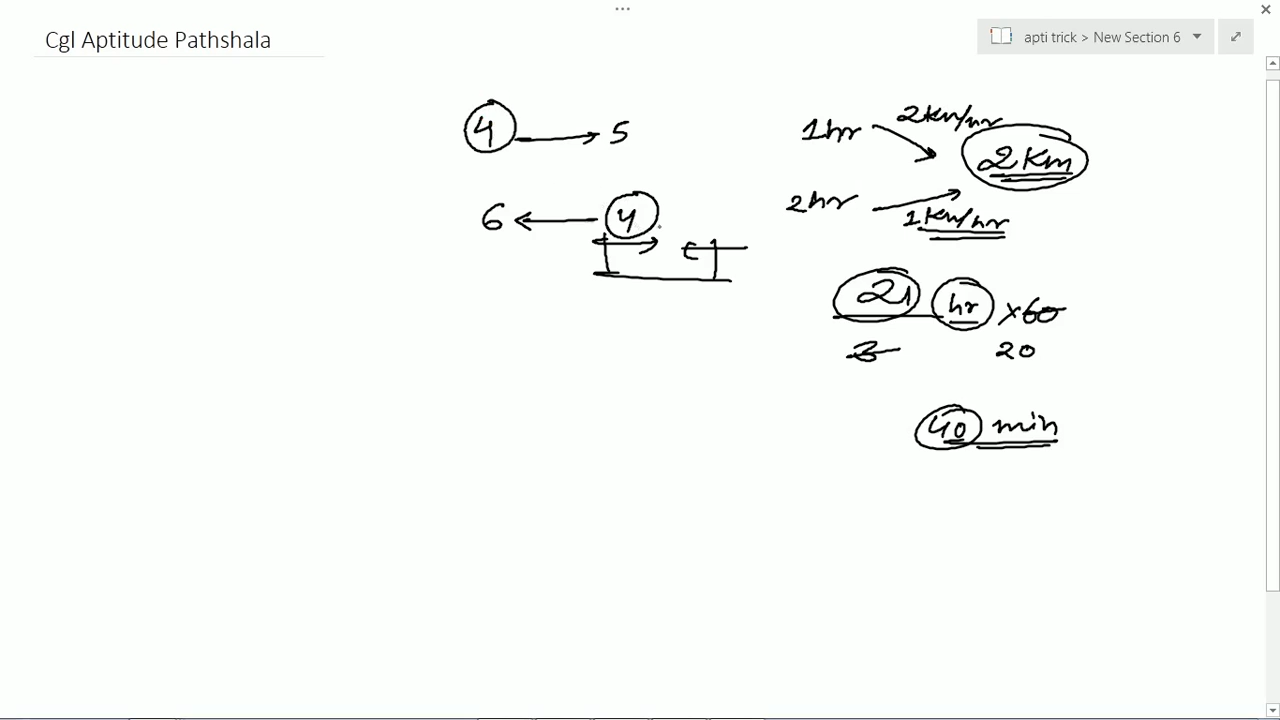 Cgl Aptitude Pathshala
apti trick > New Section 6
4 → 5
6 ← 4
1hr 2km/hr 2km
2hr 1km/hr
21 hr × 60
3 20
40 min